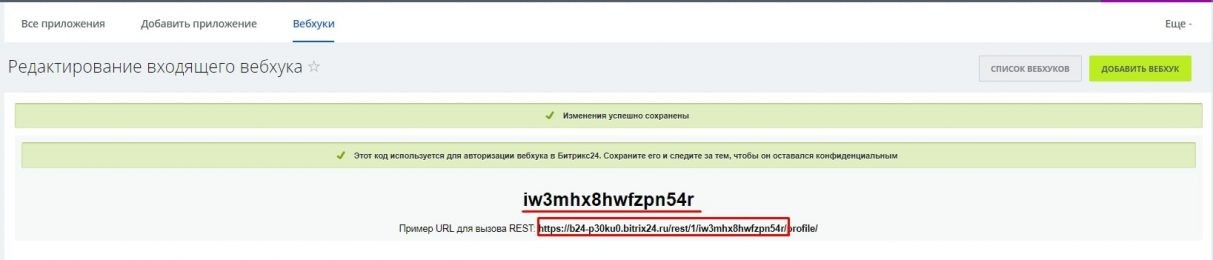 Все приложения Добавить приложение Вебхуки Еще -
Редактирование входящего вебхука ☆
СПИСОК ВЕБХУКОВ ДОБАВИТЬ ВЕБХУК
Изменения успешно сохранены
Этот код используется для авторизации вебхука в Битрикс24. Сохраните его и следите за тем, чтобы он оставался конфиденциальным
iw3mhx8hwfzpn54r
Пример URL для вызова REST: https://b24-p30ku0.bitrix24.ru/rest/1/iw3mhx8hwfzpn54r/profile/